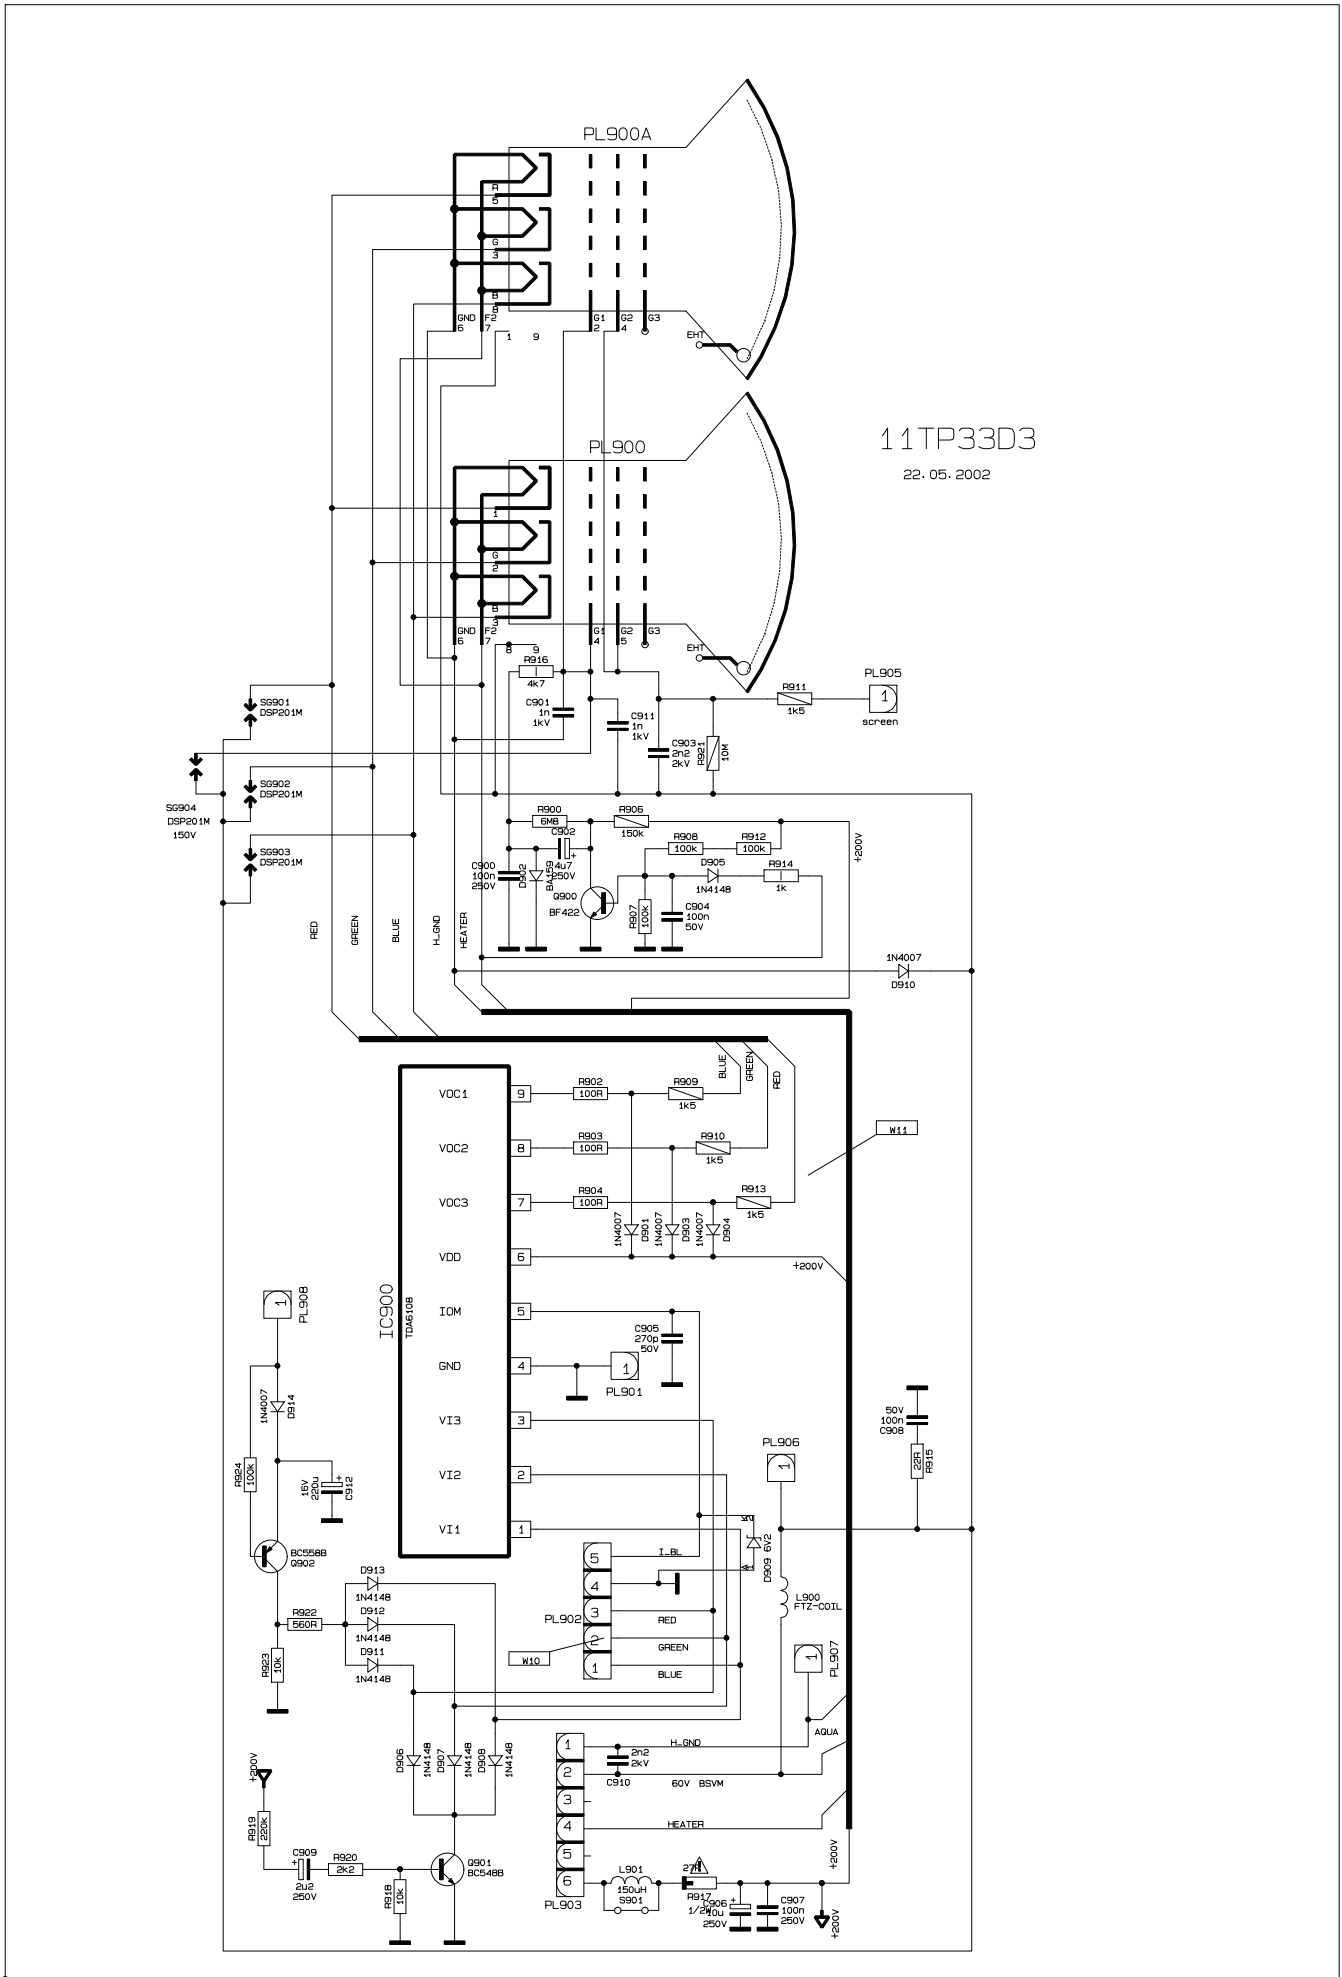 PL900A
R
5
G
3
B
8
GND
6
F2
7
1
9
G1
2
G2
4
G3
EHT
PL900
11TP33D3
22.05.2002
1
G
2
B
3
GND
6
F2
7
8
9
G1
4
G2
5
G3
EHT
R916
4k7
C901
1n
1kV
C911
1n
1kV
C903
2n2
2kV
R921
10M
R911
1k5
PL905
1
screen
SG901
DSP201M
SG902
DSP201M
SG904
DSP201M
150V
SG903
DSP201M
R900
6M8
R906
150k
C902
4u7
250V
C900
100n
250V
D902
BA159
Q900
BF422
R908
100k
R912
100k
D905
1N4148
R914
1k
R907
100k
C904
100n
50V
+200V
RED
GREEN
BLUE
H_GND
HEATER
1N4007
D910
BLUE
GREEN
RED
IC900
TDA6108
VOC1
9
VOC2
8
VOC3
7
VDD
6
IOM
5
GND
4
VI3
3
VI2
2
VI1
1
R902
100R
R909
1k5
R903
100R
R910
1k5
R904
100R
R913
1k5
1N4007
D901
1N4007
D903
1N4007
D904
+200V
W11
C905
270p
50V
1
PL901
1
PL908
1N4007
D914
R924
100k
16V
220u
C912
+
BC558B
Q902
D913
1N4148
D912
1N4148
D911
1N4148
R922
560R
R923
10k
PL906
1
50V
100n
C908
22R
R915
K2
A1
D909 6V2
L900
FTZ-COIL
5
I_BL
4
3
RED
2
GREEN
1
BLUE
PL902
W10
1
PL907
AQUA
D906
1N4148
D907
1N4148
D908
1N4148
+200V
R919
220k
C909
2u2
250V
+
R920
2k2
R918
10k
Q901
BC548B
1
H_GND
2
2n2
2kV
C910
60V BSVM
3
4
HEATER
5
6
PL903
L901
150uH
S901
27R
R917
1/2W
C906
10u
250V
+
C907
100n
250V
+200V
+200V